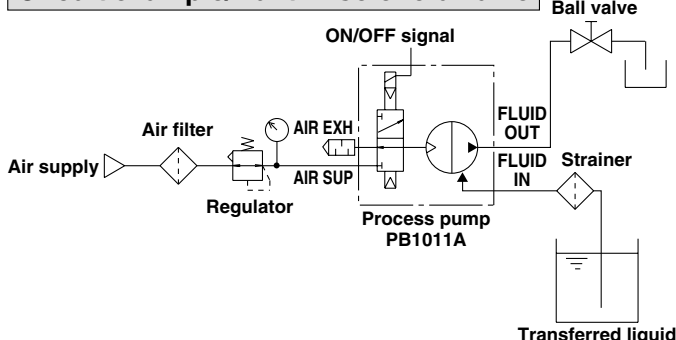 Ball valve
ON/OFF signal
Air filter
AIR EXH
FLUID
OUT
Air supply
FLUID
IN
Strainer
AIR SUP
Regulator
Process pump
PB1011A
Transferred liquid